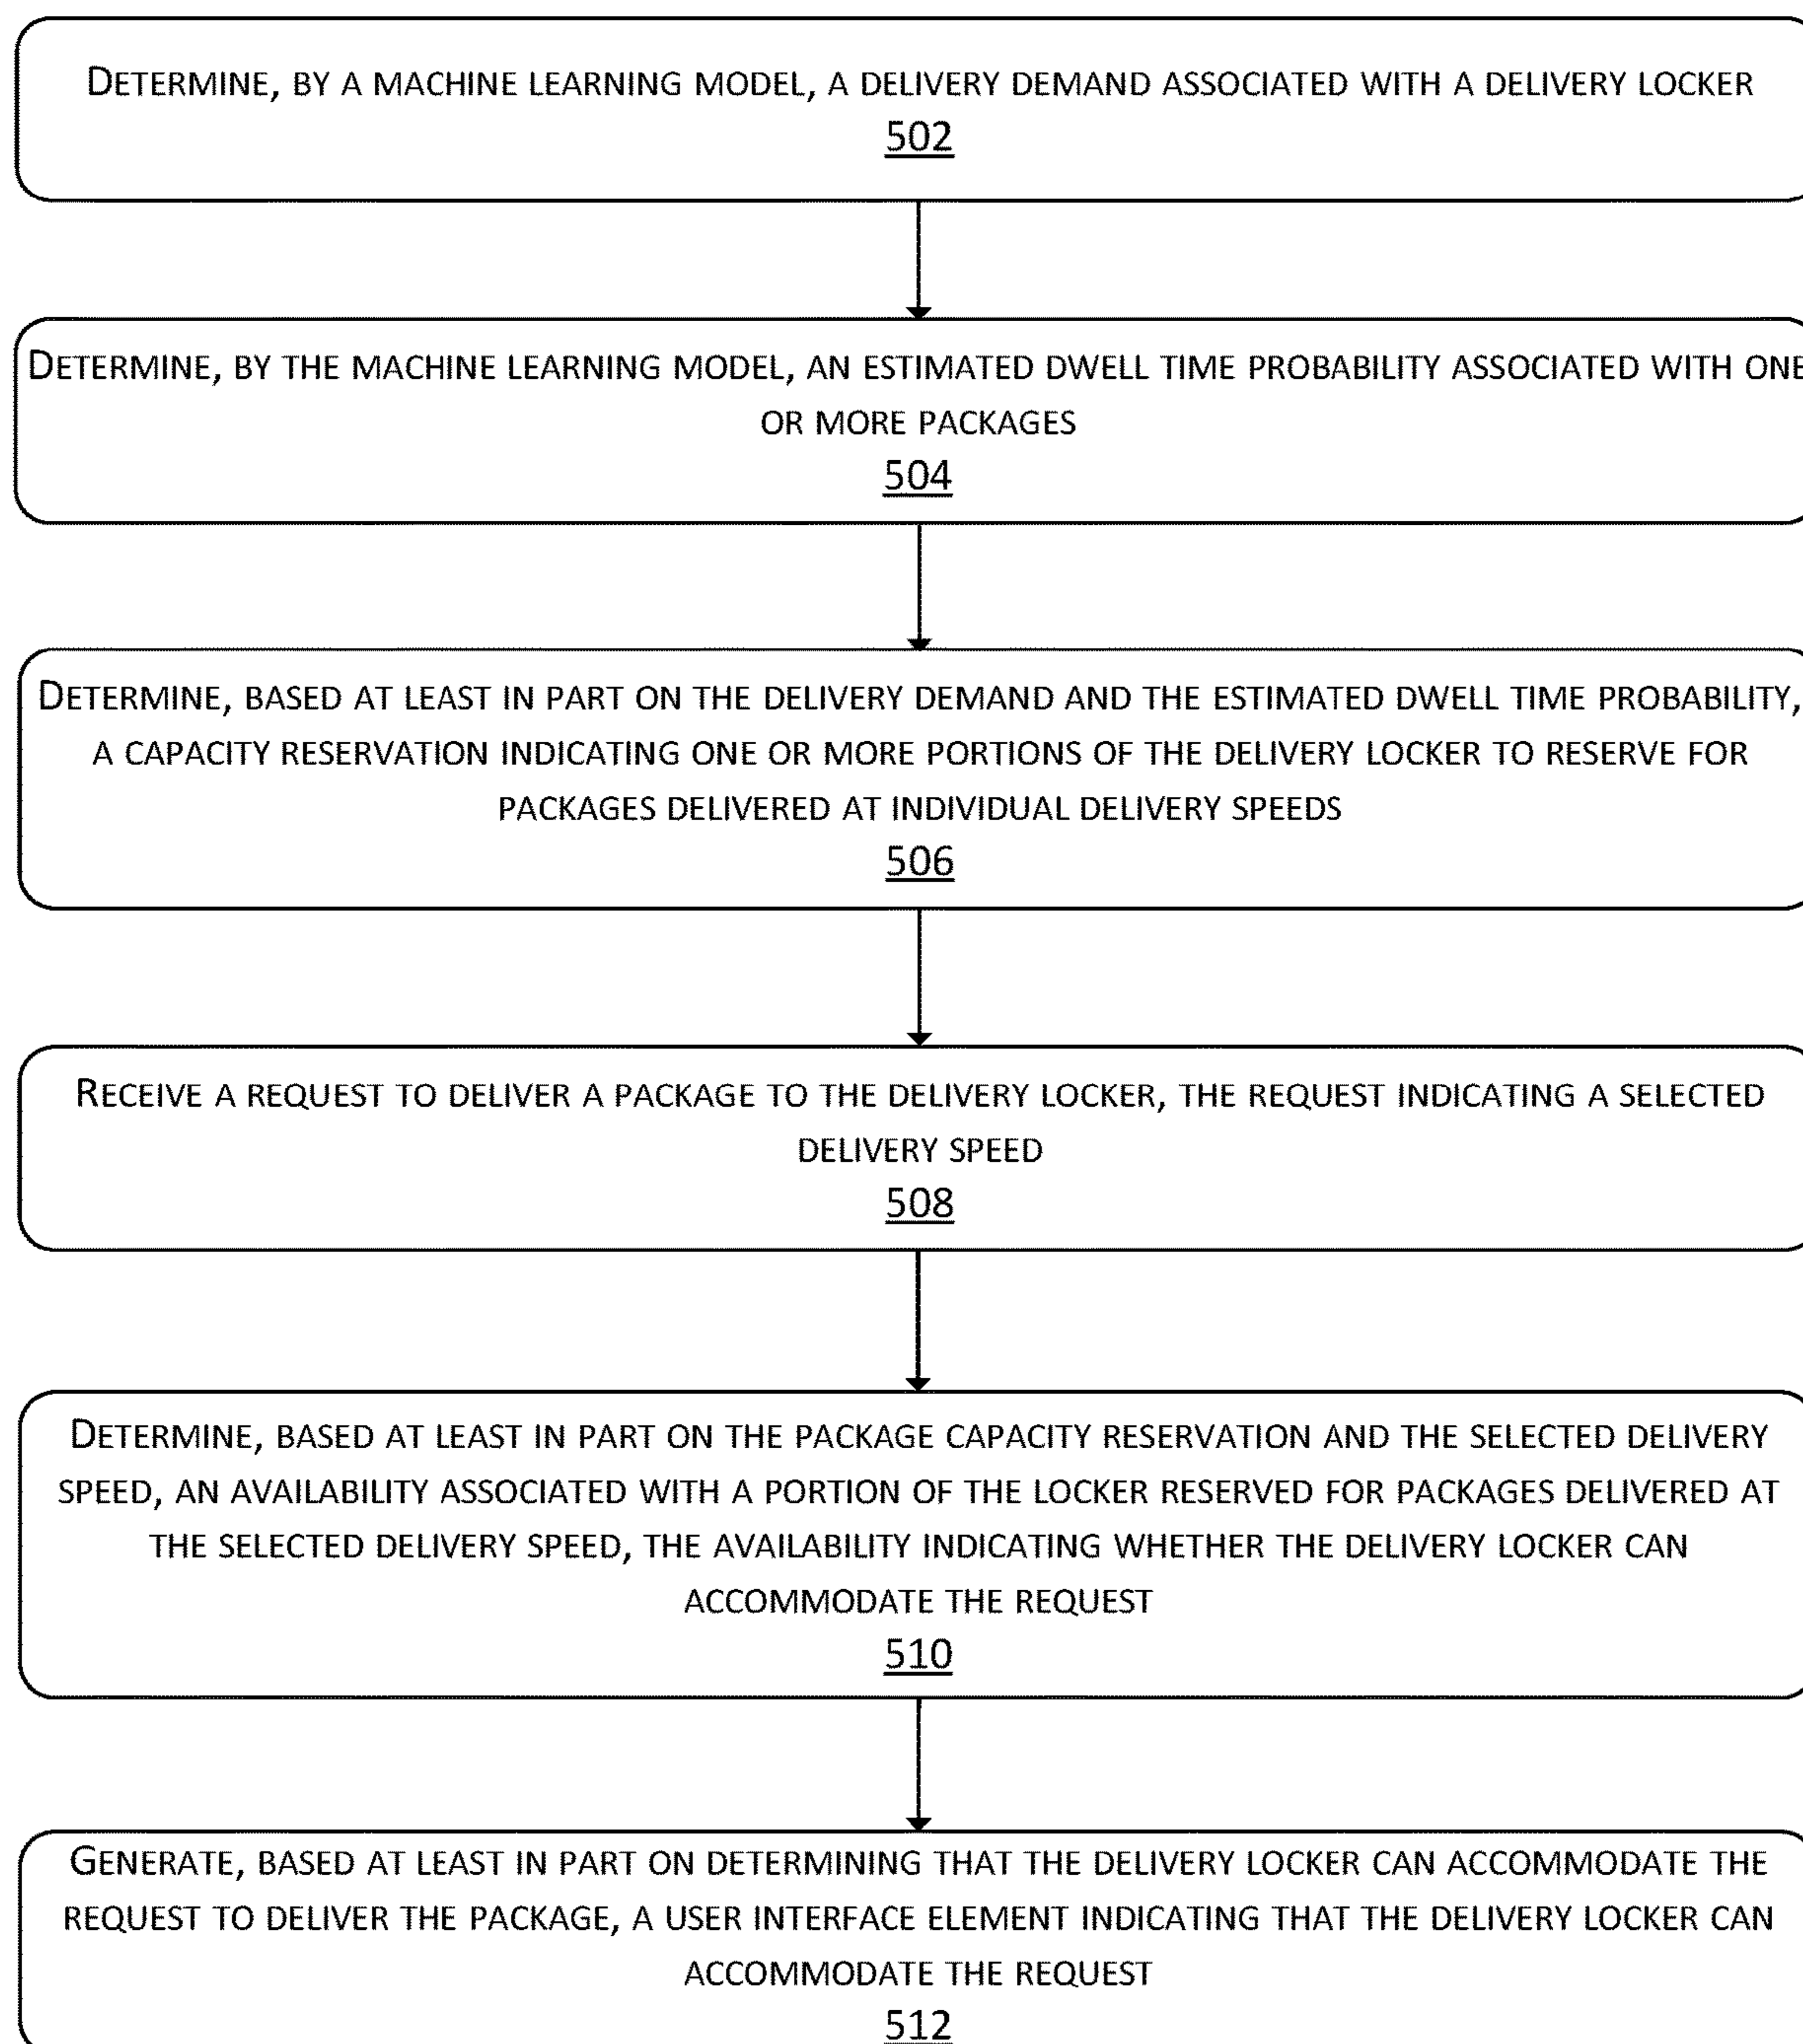 DETERMINE, BY A MACHINE LEARNING MODEL, A DELIVERY DEMAND ASSOCIATED WITH A DELIVERY LOCKER
502
DETERMINE, BY THE MACHINE LEARNING MODEL, AN ESTIMATED DWELL TIME PROBABILITY ASSOCIATED WITH ONE
OR MORE PACKAGES
504
DETERMINE, BASED AT LEAST IN PART ON THE DELIVERY DEMAND AND THE ESTIMATED DWELL TIME PROBABILITY,
A CAPACITY RESERVATION INDICATING ONE OR MORE PORTIONS OF THE DELIVERY LOCKER TO RESERVE FOR
PACKAGES DELIVERED AT INDIVIDUAL DELIVERY SPEEDS
506
RECEIVE A REQUEST TO DELIVER A PACKAGE TO THE DELIVERY LOCKER, THE REQUEST INDICATING A SELECTED
DELIVERY SPEED
508
DETERMINE, BASED AT LEAST IN PART ON THE PACKAGE CAPACITY RESERVATION AND THE SELECTED DELIVERY
SPEED, AN AVAILABILITY ASSOCIATED WITH A PORTION OF THE LOCKER RESERVED FOR PACKAGES DELIVERED AT
THE SELECTED DELIVERY SPEED, THE AVAILABILITY INDICATING WHETHER THE DELIVERY LOCKER CAN
ACCOMMODATE THE REQUEST
510
GENERATE, BASED AT LEAST IN PART ON DETERMINING THAT THE DELIVERY LOCKER CAN ACCOMMODATE THE
REQUEST TO DELIVER THE PACKAGE, A USER INTERFACE ELEMENT INDICATING THAT THE DELIVERY LOCKER CAN
ACCOMMODATE THE REQUEST
512